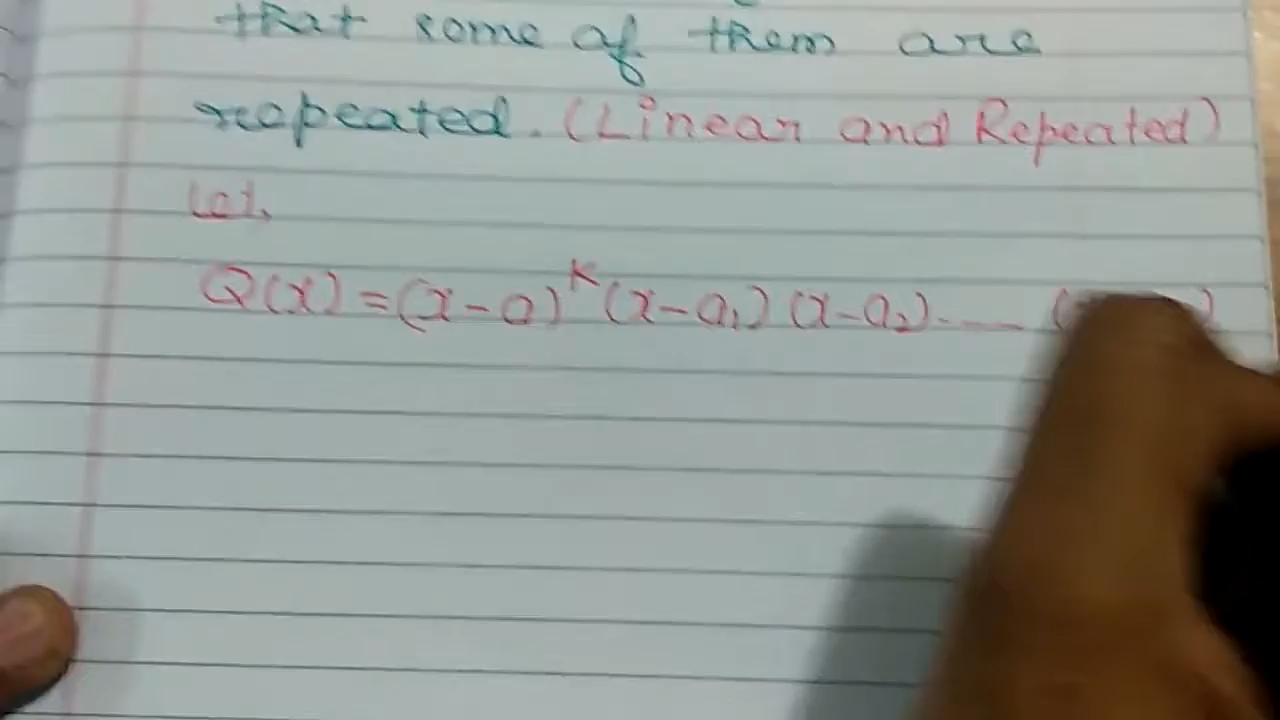 that some of them are
repeated. (Linear and Repeated)
Let,
Q(x) = (x-a)^K (x-a₁) (x-a₂).... (